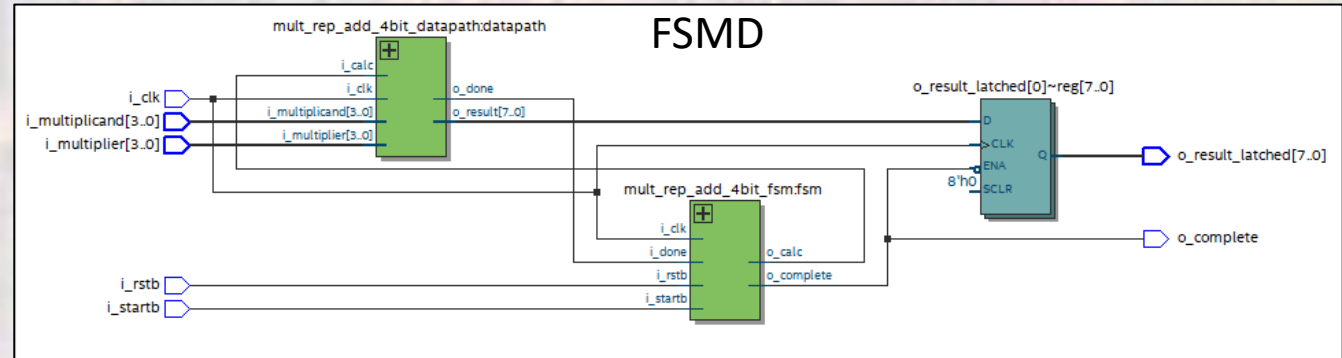 FSMD
mult_rep_add_4bit_datapath:datapath
i_calc
i_clk
i_multiplicand[3..0]
i_multiplier[3..0]
o_done
o_result[7..0]
i_clk
i_multiplicand[3..0]
i_multiplier[3..0]
o_result_latched[0]~reg[7..0]
D
CLK
ENA
8'h0
SCLR
Q
o_result_latched[7..0]
mult_rep_add_4bit_fsm:fsm
i_clk
i_done
i_rstb
i_startb
o_calc
o_complete
o_complete
i_rstb
i_startb